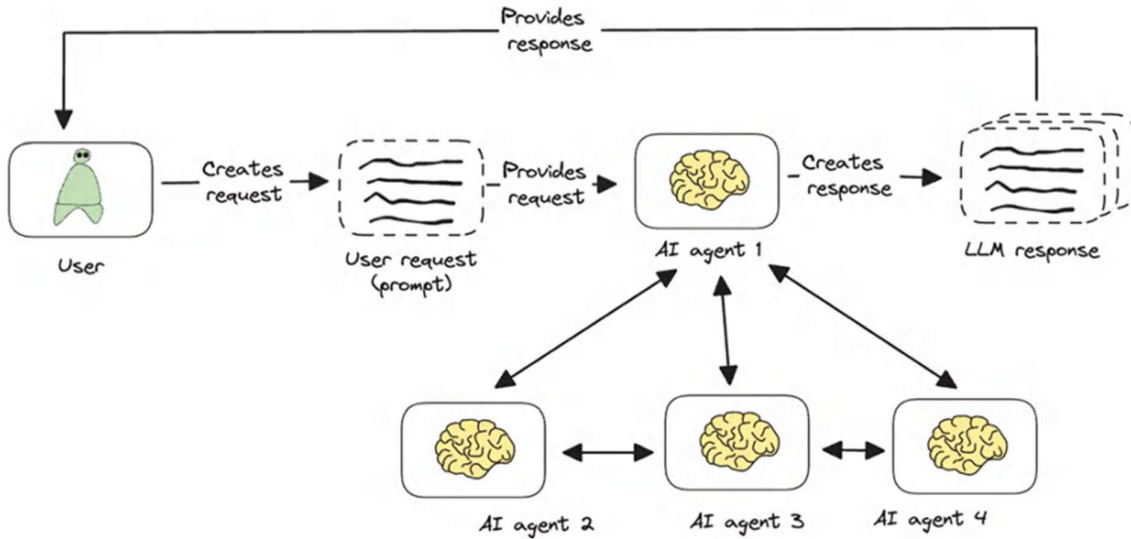 Provides
response
Creates
request
Provides
request
Creates
response
User
User request
(prompt)
AI agent 1
LLM response
AI agent 2
AI agent 3
AI agent 4